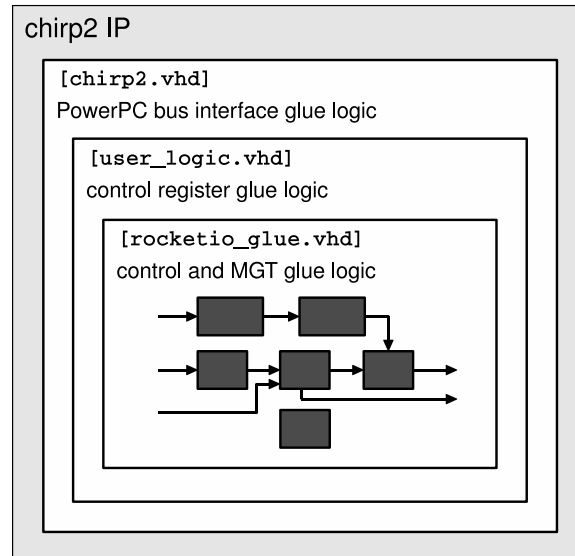 chirp2 IP
[chirp2.vhd]
PowerPC bus interface glue logic
[user_logic.vhd]
control register glue logic
[rocketio_glue.vhd]
control and MGT glue logic